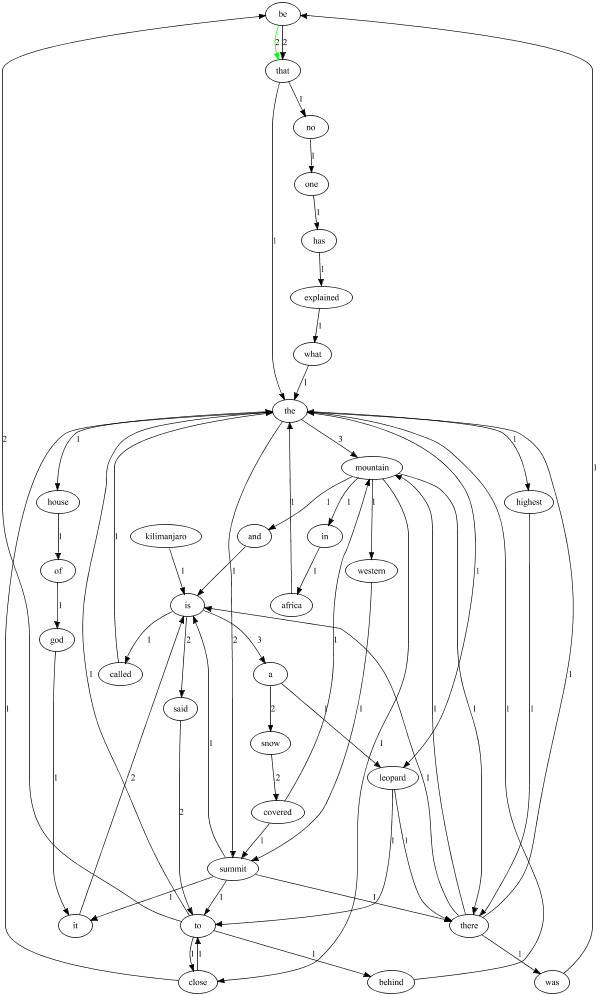 be
2 2
that
1
no
1
one
1 1
has
1
explained
1
what
1
the
2 1 3 1 1
mountain
house highest
1 1 1 1 1
kilimanjaro and in western
1 1 1 1 1
of
1 1 1
is africa
1 1 2 3 1
god called a
said 2 1
1 1 2 1 1 1 1 1
snow
2 1 2
leopard
covered
2 1 1 1 1
summit
1 1 1
it to there
1 1 1 1
close behind was